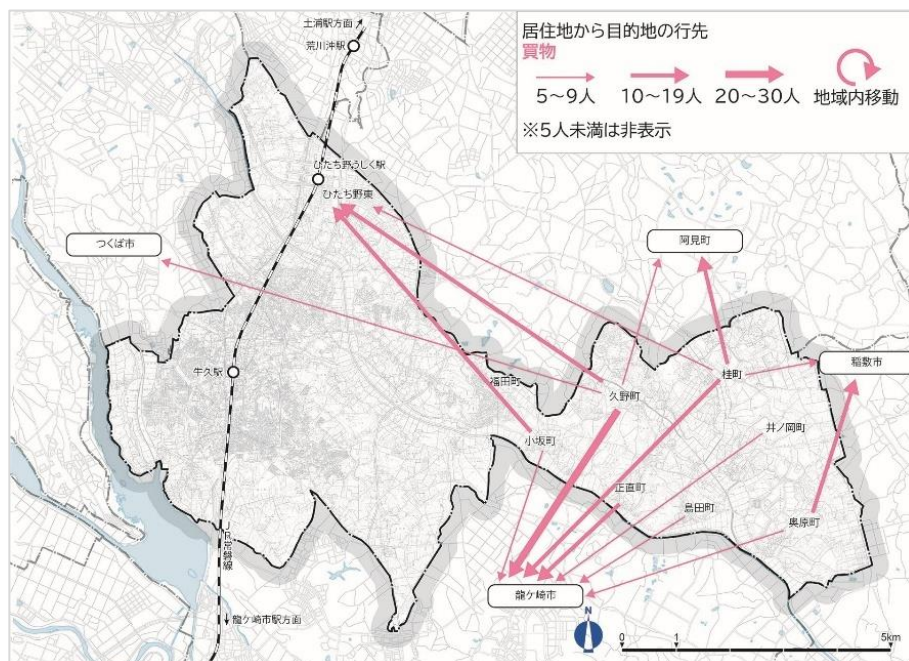 居住地から目的地の行先
買物
5~9人
10~19人
20~30人
地域内移動
※5人未満は非表示
土浦駅方面
荒川沖駅
ひたち野うしく駅
ひたち野東
つくば市
阿見町
稲敷市
牛久駅
福田町
久野町
桂町
小坂町
井ノ岡町
正直町
島田町
奥原町
JR常磐線
龍ケ崎市
龍ケ崎市駅方面
N
0
1
5km